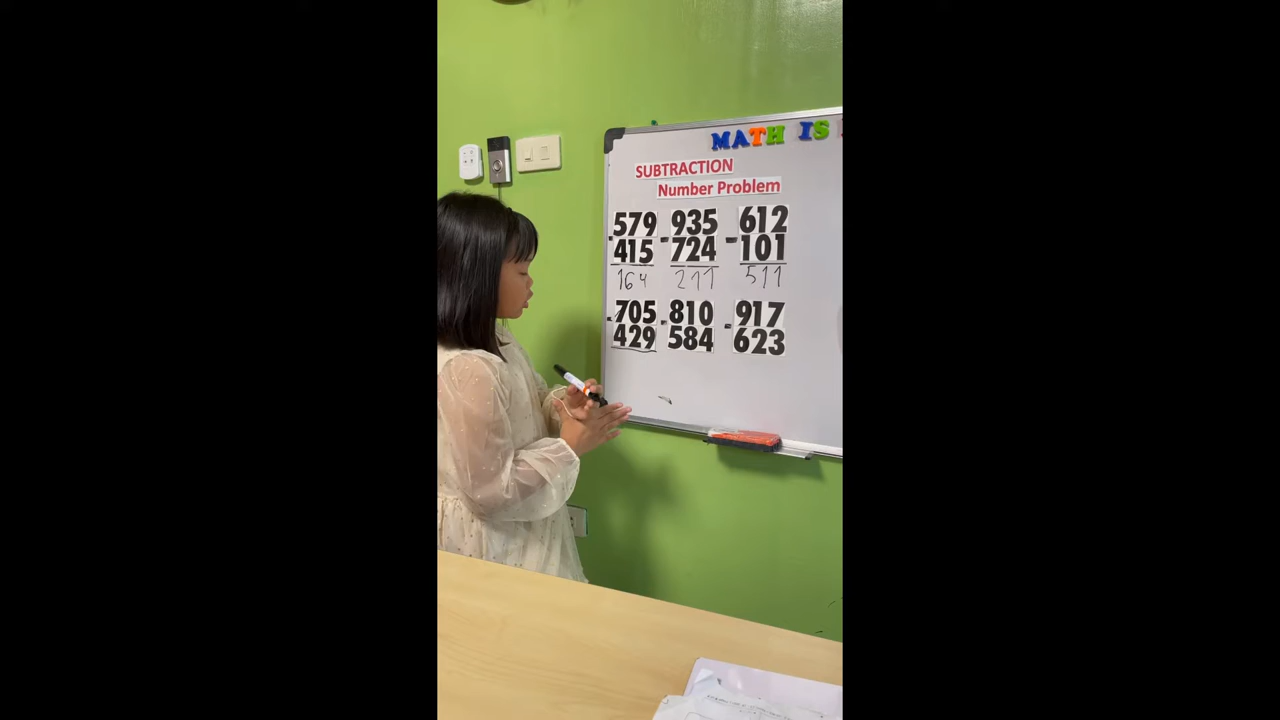 MATH IS
SUBTRACTION
Number Problem
579 935 612
- 415 - 724 - 101
164 211 511
705 810 917
- 429 - 584 - 623